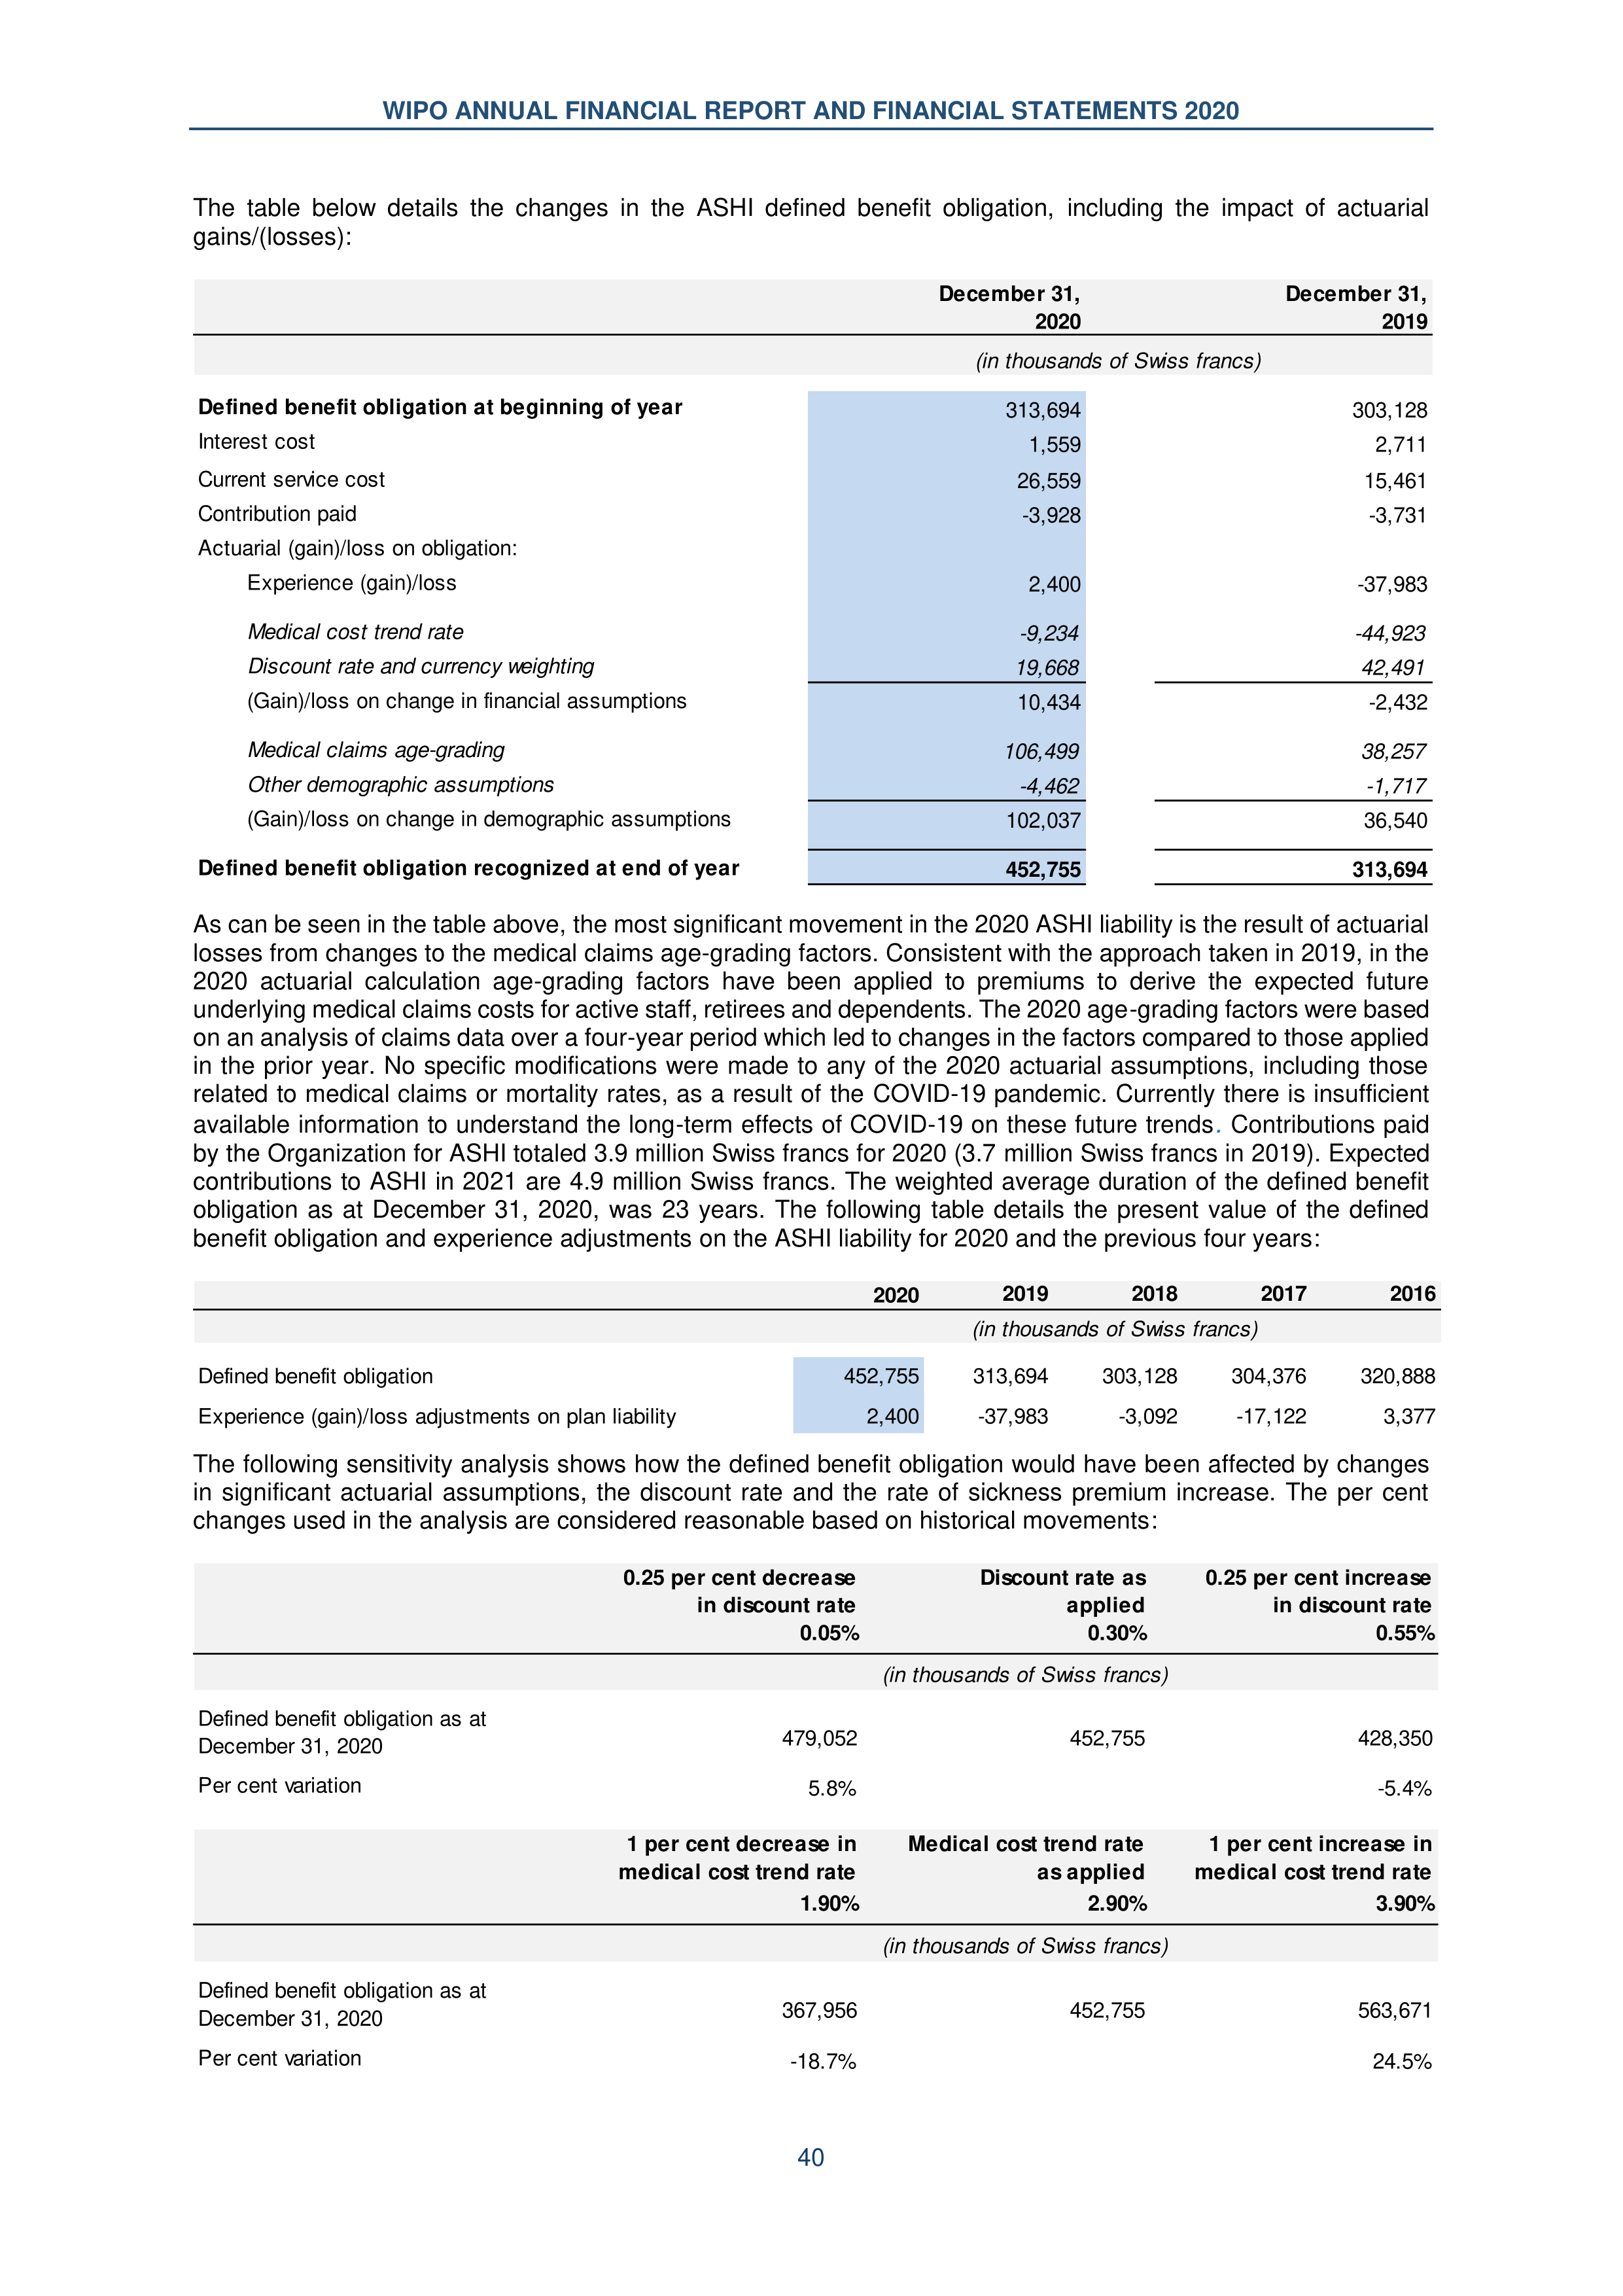 WIPO ANNUAL FINANCIAL REPORT AND FINANCIAL STATEMENTS 2020
The table below details the changes in the ASHI defined benefit obligation, including the impact of actuarial
gains/(losses):
December 31, December 31,
2020 2019
(in thousands of Swiss francs)
Defined benefit obligation at beginning of year 313,694 303,128
Interest cost 1,559 2,711
Current service cost 26,559 15,461
Contribution paid -3,928 -3,731
Actuarial (gain)/loss on obligation:
Experience (gain)/loss 2,400 -37,983
Medical cost trend rate -9,234 -44,923
Discount rate and currency weighting 19,668 42,491
(Gain)/loss on change in financial assumptions 10,434 -2,432
Medical claims age-grading 106,499 38,257
Other demographic assumptions -4,462 -1,717
(Gain)/loss on change in demographic assumptions 102,037 36,540
Defined benefit obligation recognized at end of year 452,755 313,694
As can be seen in the table above, the most significant movement in the 2020 ASHI liability is the result of actuarial
losses from changes to the medical claims age-grading factors. Consistent with the approach taken in 2019, in the
2020 actuarial calculation age-grading factors have been applied to premiums to derive the expected future
underlying medical claims costs for active staff, retirees and dependents. The 2020 age-grading factors were based
on an analysis of claims data over a four-year period which led to changes in the factors compared to those applied
in the prior year. No specific modifications were made to any of the 2020 actuarial assumptions, including those
related to medical claims or mortality rates, as a result of the COVID-19 pandemic. Currently there is insufficient
available information to understand the long-term effects of COVID-19 on these future trends. Contributions paid
by the Organization for ASHI totaled 3.9 million Swiss francs for 2020 (3.7 million Swiss francs in 2019). Expected
contributions to ASHI in 2021 are 4.9 million Swiss francs. The weighted average duration of the defined benefit
obligation as at December 31, 2020, was 23 years. The following table details the present value of the defined
benefit obligation and experience adjustments on the ASHI liability for 2020 and the previous four years:
2020 2019 2018 2017 2016
(in thousands of Swiss francs)
Defined benefit obligation 452,755 313,694 303,128 304,376 320,888
Experience (gain)/loss adjustments on plan liability 2,400 -37,983 -3,092 -17,122 3,377
The following sensitivity analysis shows how the defined benefit obligation would have been affected by changes
in significant actuarial assumptions, the discount rate and the rate of sickness premium increase. The per cent
changes used in the analysis are considered reasonable based on historical movements:
0.25 per cent decrease Discount rate as 0.25 per cent increase
in discount rate applied in discount rate
0.05% 0.30% 0.55%
(in thousands of Swiss francs)
Defined benefit obligation as at
December 31, 2020 479,052 452,755 428,350
Per cent variation 5.8% -5.4%
1 per cent decrease in Medical cost trend rate 1 per cent increase in
medical cost trend rate as applied medical cost trend rate
1.90% 2.90% 3.90%
(in thousands of Swiss francs)
Defined benefit obligation as at
December 31, 2020 367,956 452,755 563,671
Per cent variation -18.7% 24.5%
40